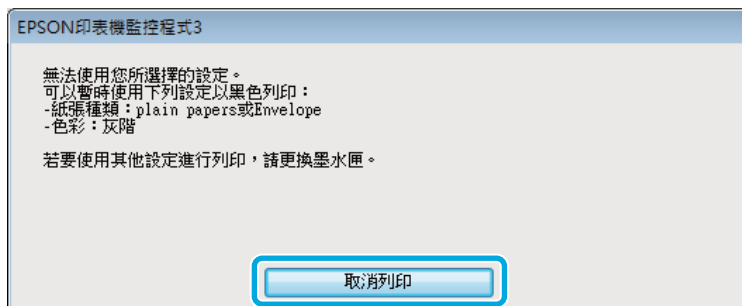 EPSON印表機監控程式3
無法使用您所選擇的設定。
可以暫時使用下列設定以黑色列印：
-紙張種類：plain papers或Envelope
-色彩：灰階
若要使用其他設定進行列印，請更換墨水匣。
取消列印